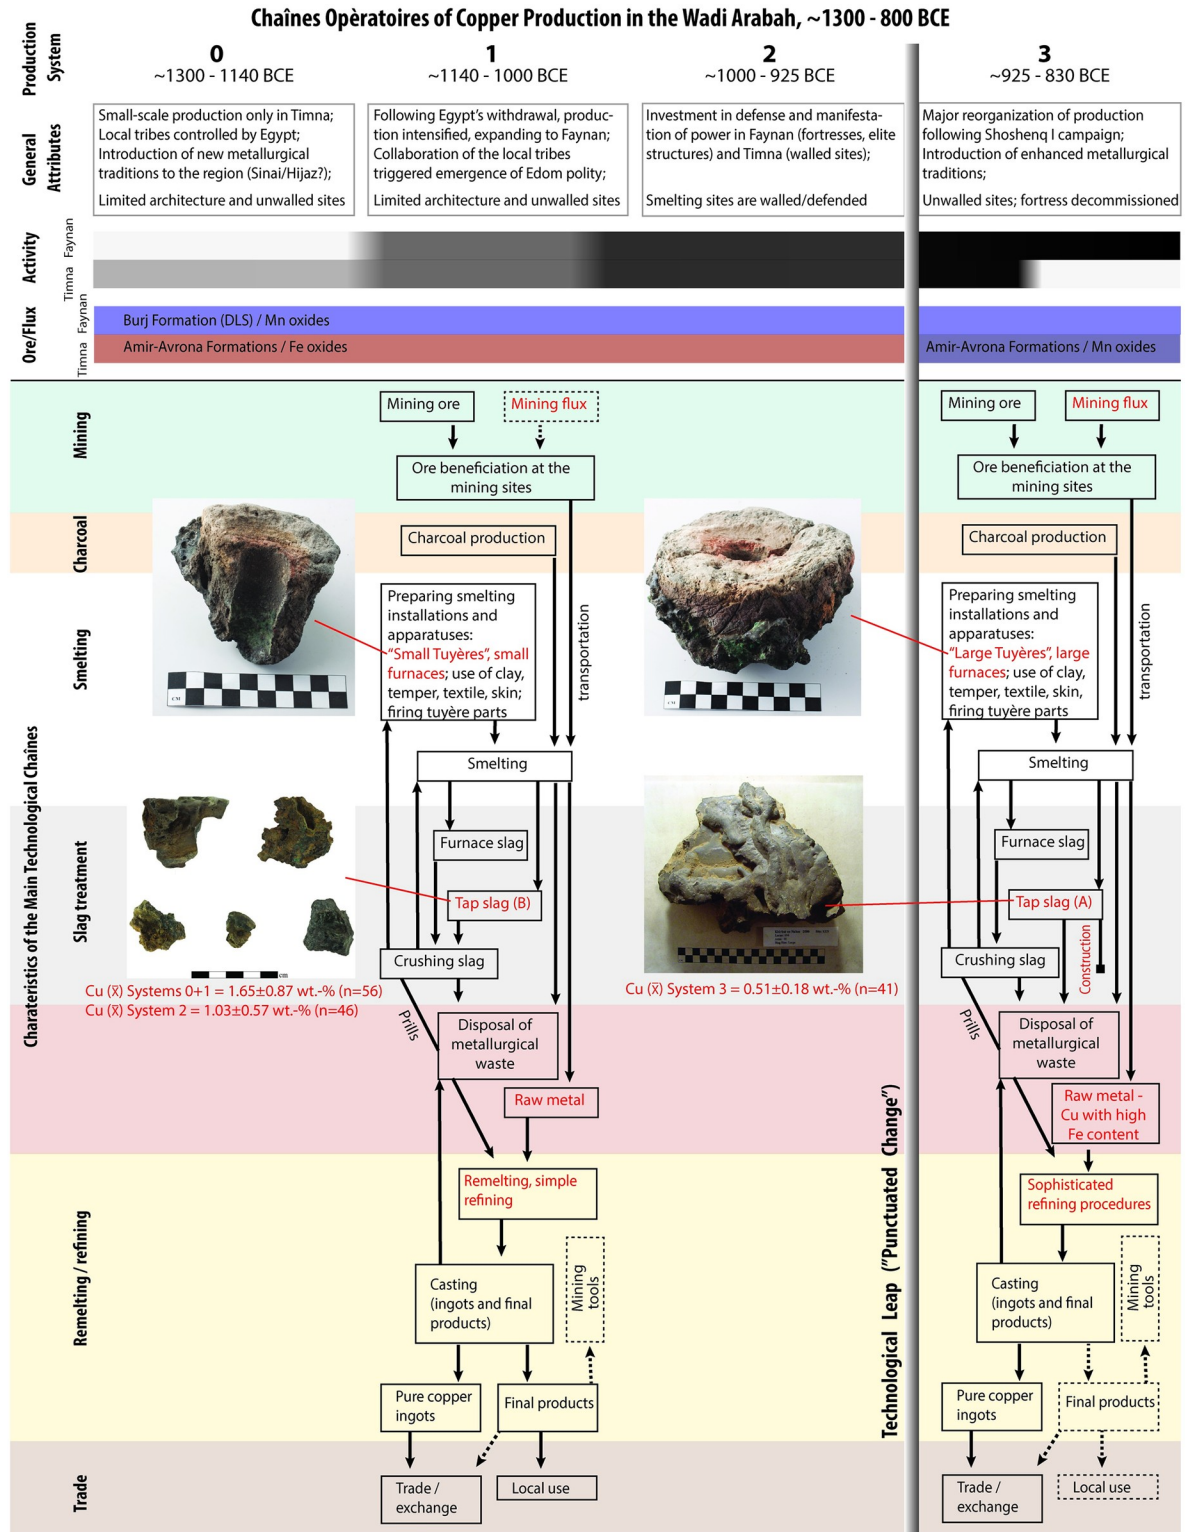 Chaînes Opèratoires of Copper Production in the Wadi Arabah, ~1300 - 800 BCE
Production
System
0
~1300 - 1140 BCE
1
~1140 - 1000 BCE
2
~1000 - 925 BCE
3
~925 - 830 BCE
General
Attributes
Small-scale production only in Timna;
Local tribes controlled by Egypt;
Introduction of new metallurgical
traditions to the region (Sinai/Hijaz?);
Limited architecture and unwalled sites
Following Egypt's withdrawal, produc-
tion intensified, expanding to Faynan;
Collaboration of the local tribes
triggered emergence of Edom polity;
Limited architecture and unwalled sites
Investment in defense and manifesta-
tion of power in Faynan (fortresses, elite
structures) and Timna (walled sites);
Smelting sites are walled/defended
Major reorganization of production
following Shoshenq I campaign;
Introduction of enhanced metallurgical
traditions;
Unwalled sites; fortress decommissioned
Activity
Faynan
Timna
Ore/Flux
Faynan
Timna
Burj Formation (DLS) / Mn oxides
Amir-Avrona Formations / Fe oxides
Amir-Avrona Formations / Mn oxides
Charateristics of the Main Technological Chaînes
Mining
Mining ore
Mining flux
Ore beneficiation at the
mining sites
Mining ore
Mining flux
Ore beneficiation at the
mining sites
Charcoal
Charcoal production
Charcoal production
Smelting
CM
Preparing smelting
installations and
apparatuses:
"Small Tuyères", small
furnaces; use of clay,
temper, textile, skin;
firing tuyère parts
transportation
CM
Preparing smelting
installations and
apparatuses:
"Large Tuyères", large
furnaces; use of clay,
temper, textile, skin,
firing tuyère parts
transportation
Smelting
Smelting
Slag treatment
Furnace slag
Tap slag (B)
Crushing slag
cm
Cu (x̄) Systems 0+1 = 1.65±0.87 wt.-% (n=56)
Cu (x̄) System 2 = 1.03±0.57 wt.-% (n=46)
Cu (x̄) System 3 = 0.51±0.18 wt.-% (n=41)
Furnace slag
Tap slag (A)
Construction
Crushing slag
Prills
Disposal of
metallurgical
waste
Raw metal
Prills
Disposal of
metallurgical
waste
Raw metal -
Cu with high
Fe content
Technological Leap ("Punctuated Change")
Remelting / refining
Remelting, simple
refining
Casting
(ingots and final
products)
Mining
tools
Pure copper
ingots
Final products
Sophisticated
refining procedures
Casting
(ingots and final
products)
Mining
tools
Pure copper
ingots
Final products
Trade
Trade /
exchange
Local use
Trade /
exchange
Local use